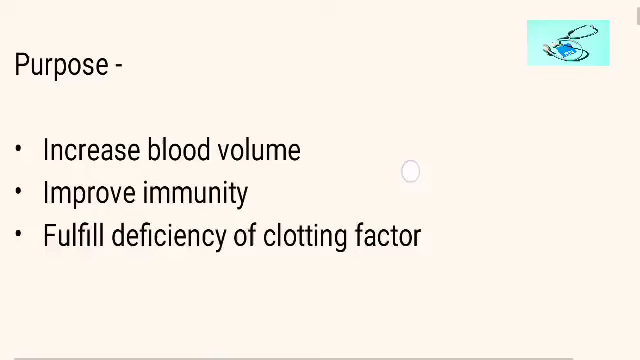 Purpose -
• Increase blood volume
• Improve immunity
• Fulfill deficiency of clotting factor